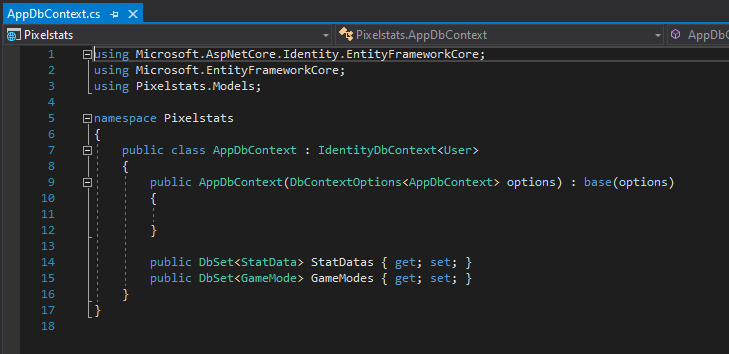 AppDbContext.cs
Pixelstats
Pixelstats.AppDbContext
AppDbC
1 using Microsoft.AspNetCore.Identity.EntityFrameworkCore;
2 using Microsoft.EntityFrameworkCore;
3 using Pixelstats.Models;
4
5 namespace Pixelstats
6 {
7 public class AppDbContext : IdentityDbContext<User>
8 {
9 public AppDbContext(DbContextOptions<AppDbContext> options) : base(options)
10 {
11
12 }
13
14 public DbSet<StatData> StatDatas { get; set; }
15 public DbSet<GameMode> GameModes { get; set; }
16 }
17 }
18